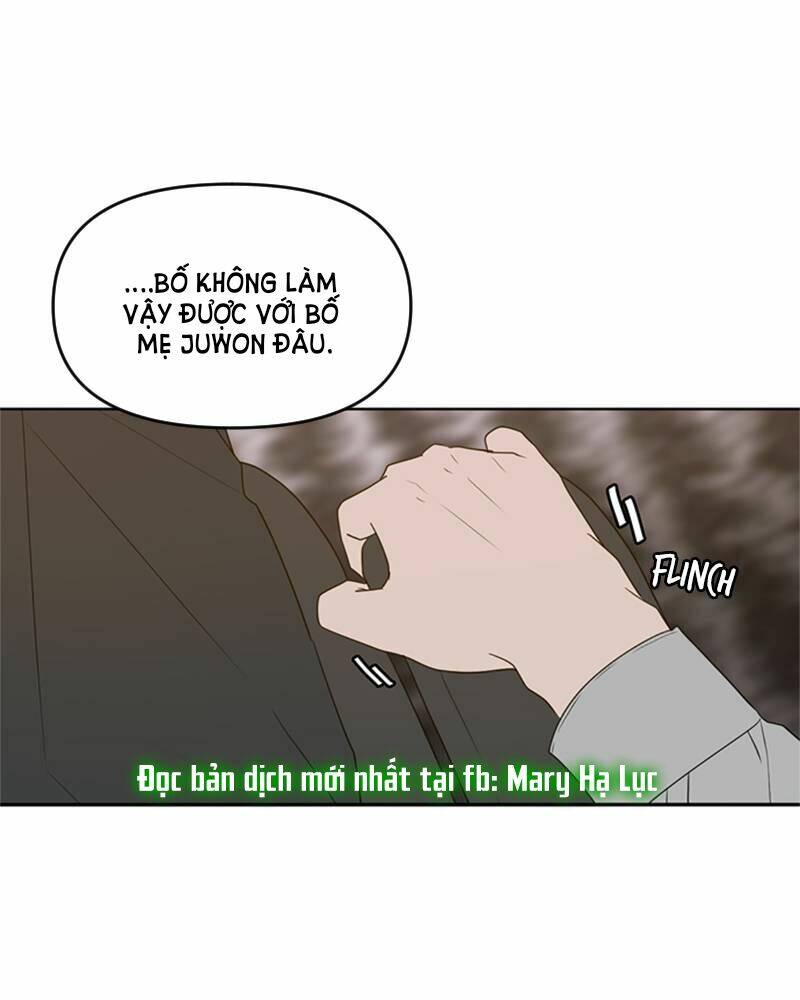 ....BỐ KHÔNG LÀM
VẬY ĐƯỢC VỚI BỐ
MẸ JUWON ĐÂU.
FLINCH
Đọc bản dịch mới nhất tại fb: Mary Hạ Lục